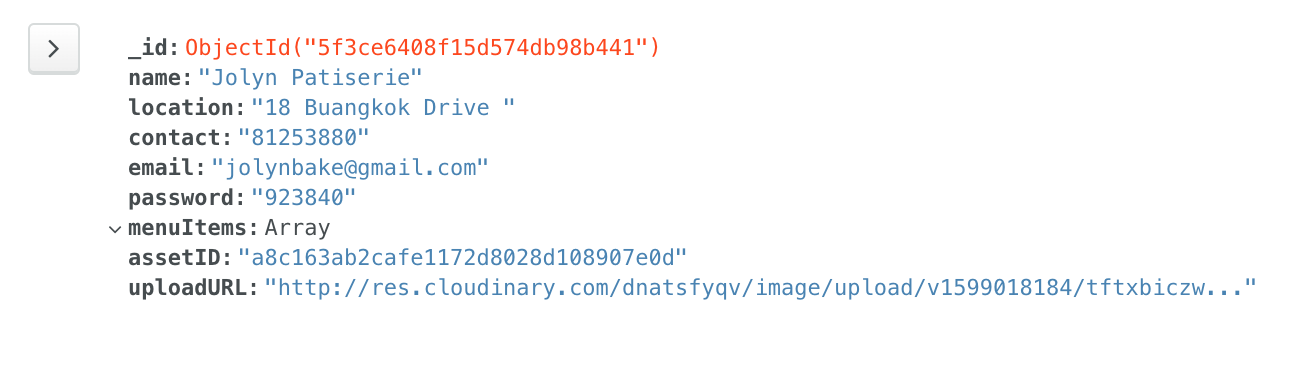 _id: ObjectId("5f3ce6408f15d574db98b441")
name: "Jolyn Patiserie"
location: "18 Buangkok Drive "
contact: "81253880"
email: "jolynbake@gmail.com"
password: "923840"
menuItems: Array
assetID: "a8c163ab2cafe1172d8028d108907e0d"
uploadURL: "http://res.cloudinary.com/dnatsfyqv/image/upload/v1599018184/tftxbiczw..."